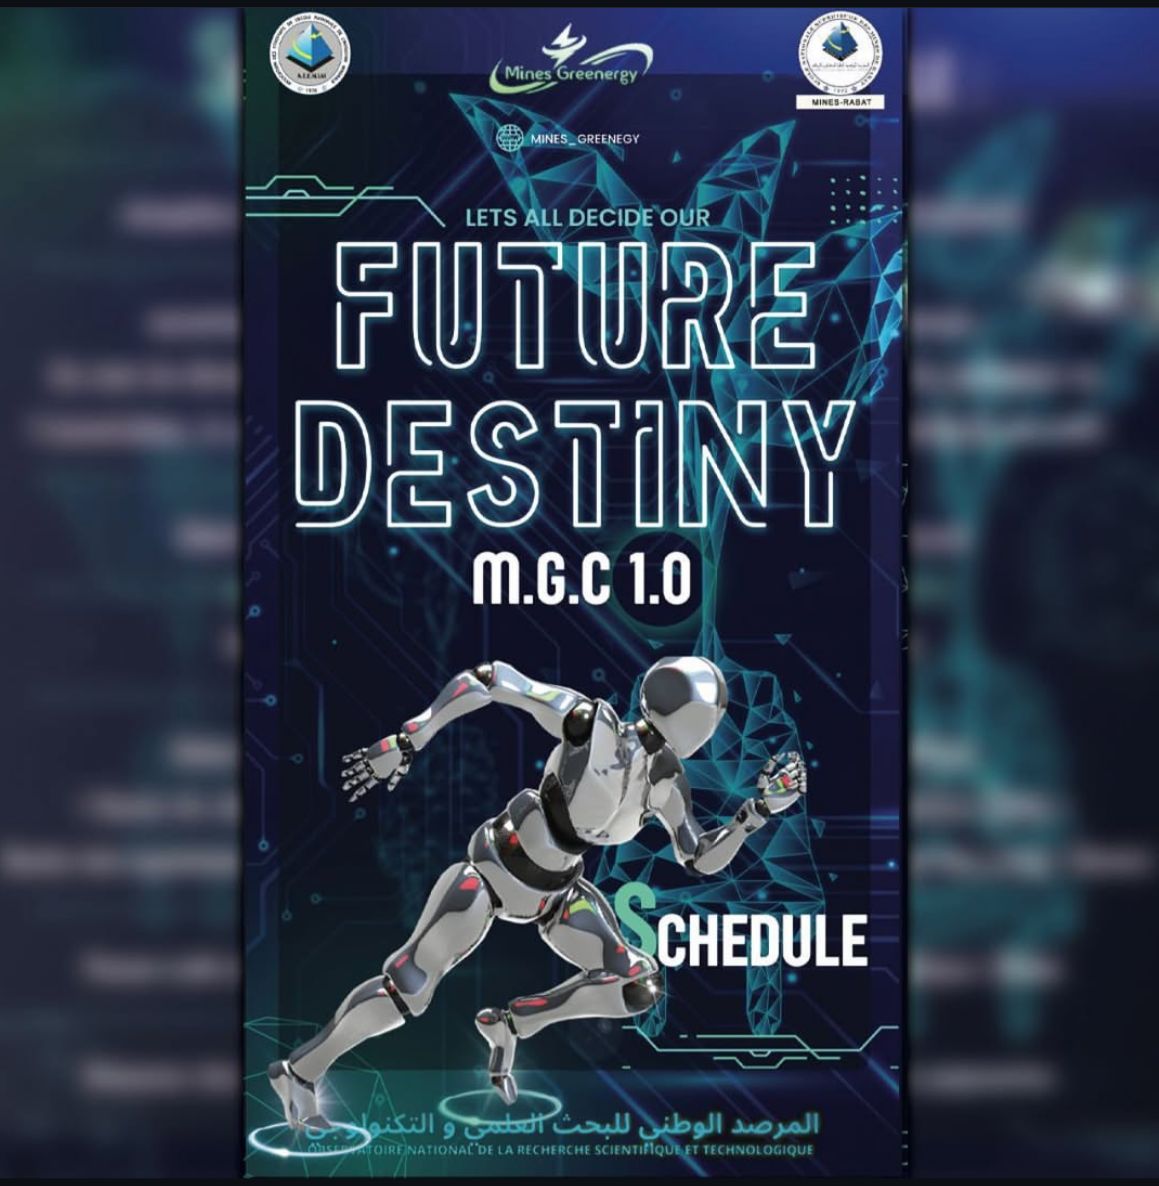 Mines Greenergy
MINES-RABAT
MINES_GREENEGY
LETS ALL DECIDE OUR
FUTURE
DESTINY
M.G.C 1.0
SCHEDULE
المرصد الوطني للبحث العلمي و التكنولوجي
OBSERVATOIRE NATIONAL DE LA RECHERCHE SCIENTIFIQUE ET TECHNOLOGIQUE